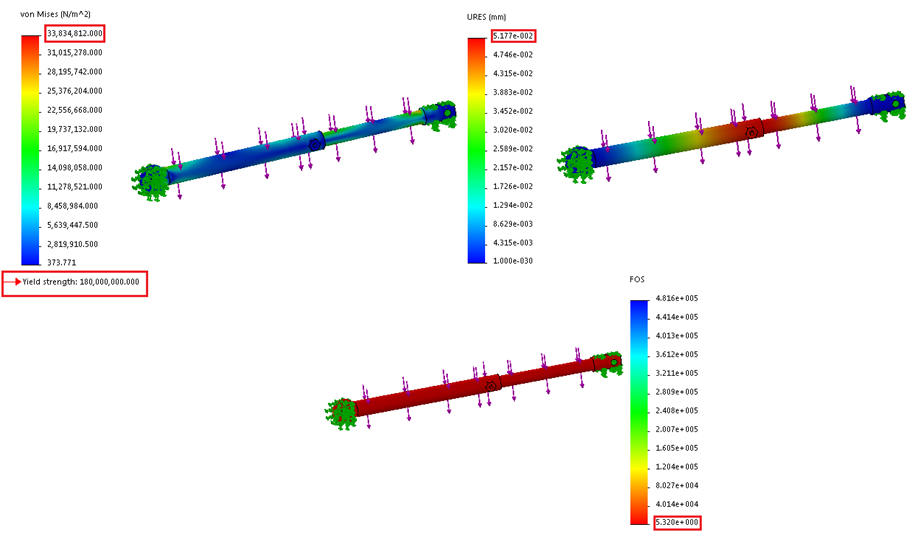 von Mises (N/m^2)
33,834,812.000
31,015,278.000
28,195,742.000
25,376,204.000
22,556,668.000
19,737,132.000
16,917,594.000
14,098,058.000
11,278,521.000
8,458,984.000
5,639,447.500
2,819,910.500
373.771
Yield strength: 180,000,000.000
URES (mm)
5.177e-002
4.746e-002
4.315e-002
3.883e-002
3.452e-002
3.020e-002
2.589e-002
2.157e-002
1.726e-002
1.294e-002
8.629e-003
4.315e-003
1.000e-030
FOS
4.816e+005
4.414e+005
4.013e+005
3.612e+005
3.211e+005
2.809e+005
2.408e+005
2.007e+005
1.605e+005
1.204e+005
8.027e+004
4.014e+004
5.320e+000